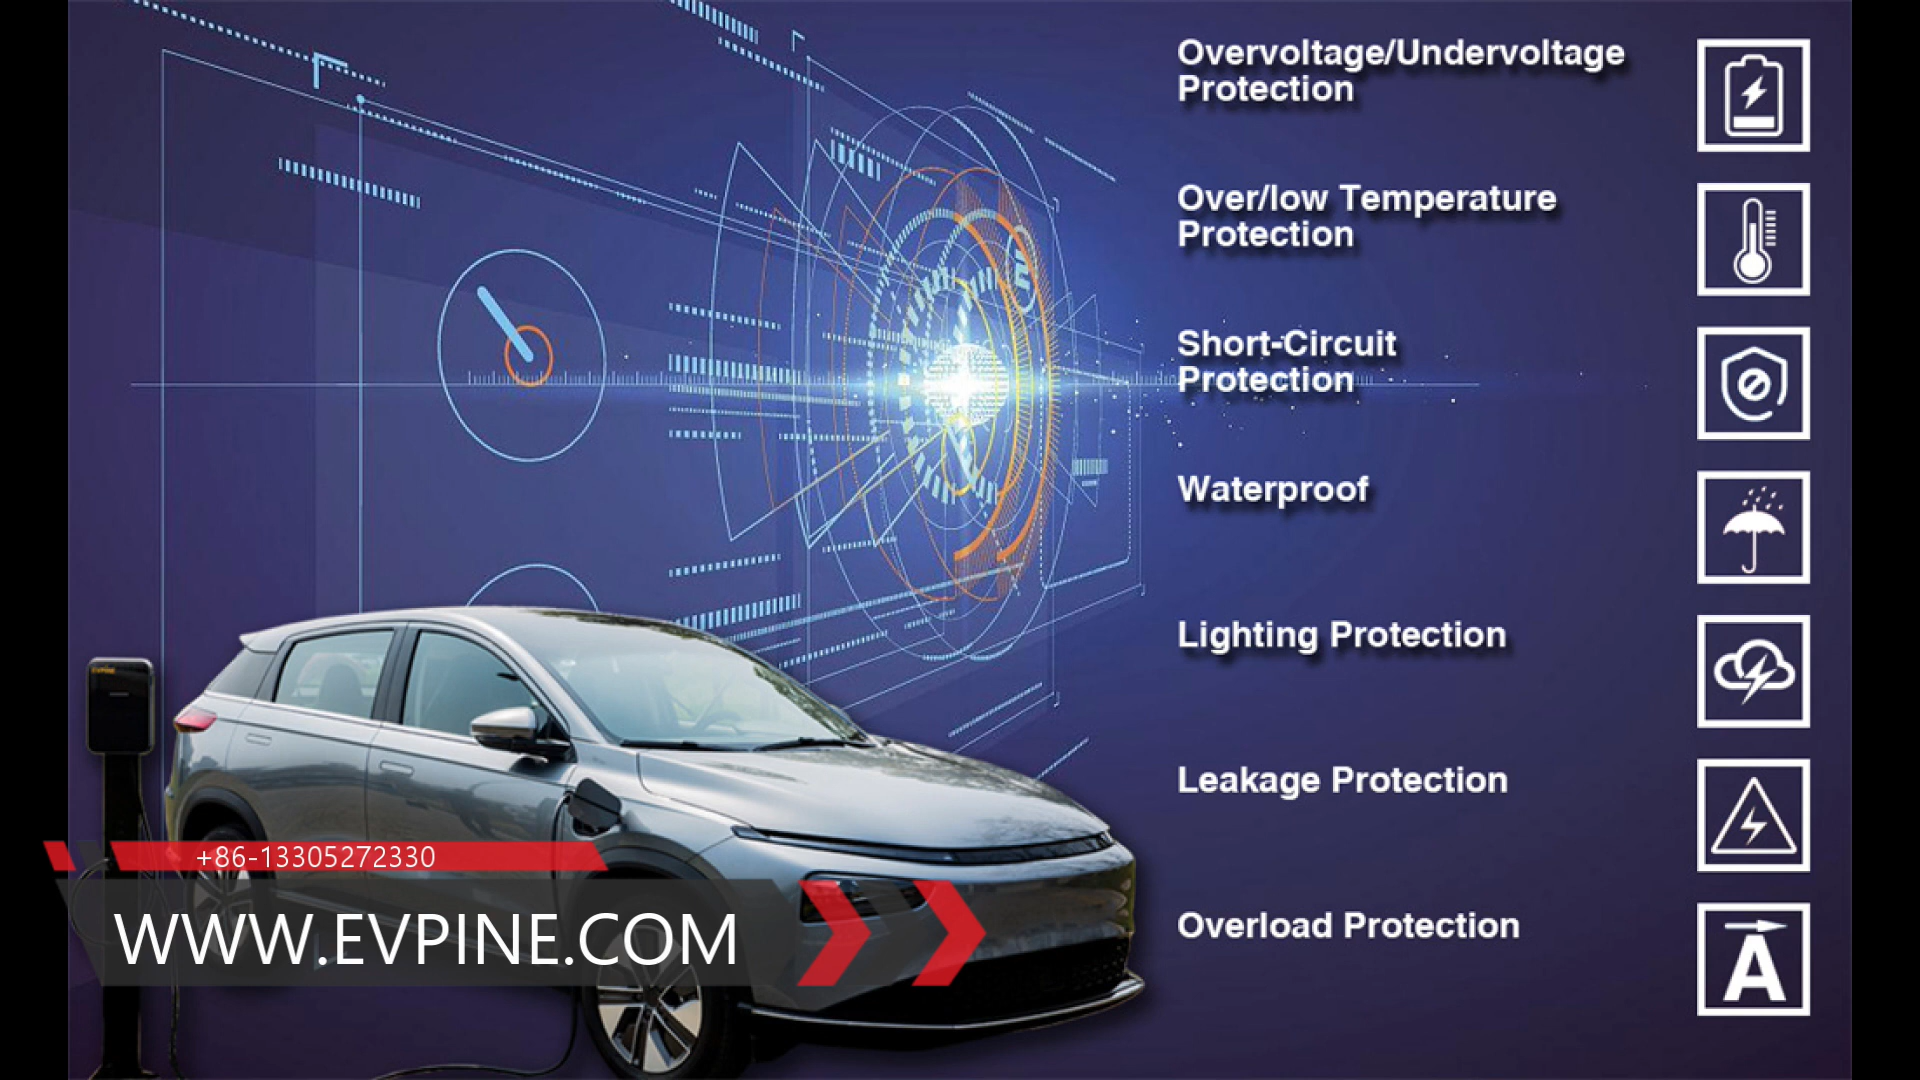 Overvoltage/Undervoltage
Protection
Over/low Temperature
Protection
Short-Circuit
Protection
Waterproof
Lighting Protection
Leakage Protection
Overload Protection
A
EVPINE
+86-13305272330
WWW.EVPINE.COM